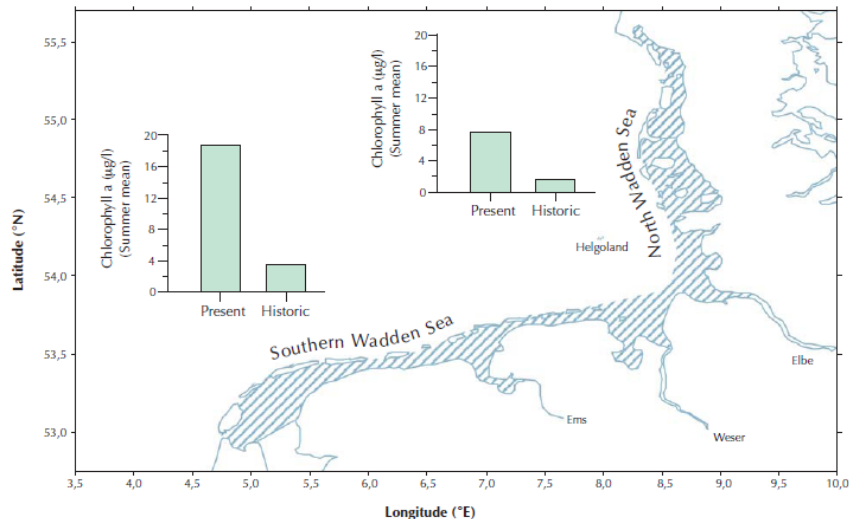 55,5
55,0
54,5
54,0
53,5
53,0
Latitude (°N)
3,5 4,0 4,5 5,0 5,5 6,0 6,5 7,0 7,5 8,0 8,5 9,0 9,5 10,0
Longitude (°E)
Chlorophyll a (µg/l)
(Summer mean)
20
16
12
8
4
0
Present Historic
Chlorophyll a (µg/l)
(Summer mean)
20
16
12
8
4
0
Present Historic
North Wadden Sea
Helgoland
Southern Wadden Sea
Elbe
Ems
Weser